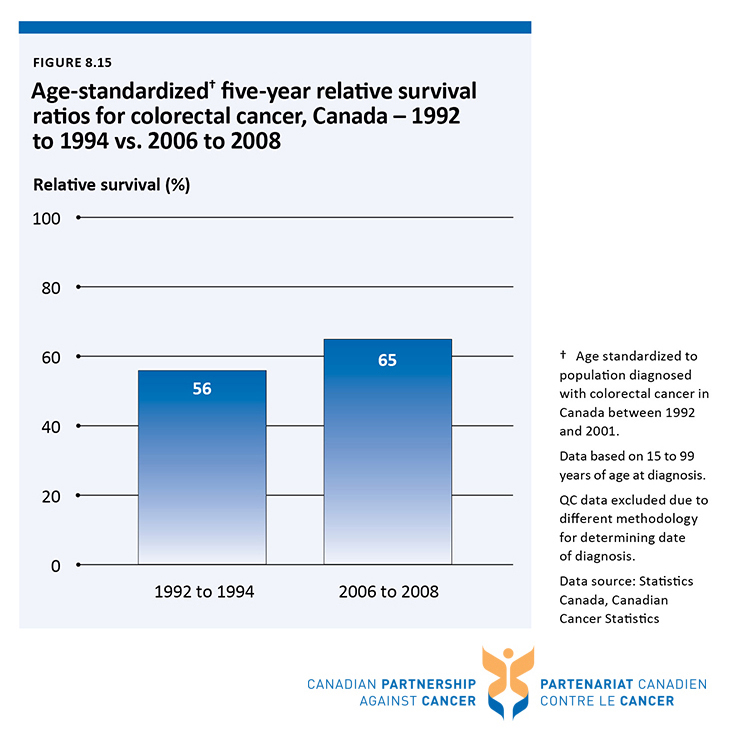 FIGURE 8.15
Age-standardized† five-year relative survival
ratios for colorectal cancer, Canada – 1992
to 1994 vs. 2006 to 2008
Relative survival (%)
100
80
60
40
20
0
56
65
1992 to 1994
2006 to 2008
† Age standardized to
population diagnosed
with colorectal cancer in
Canada between 1992
and 2001.
Data based on 15 to 99
years of age at diagnosis.
QC data excluded due to
different methodology
for determining date
of diagnosis.
Data source: Statistics
Canada, Canadian
Cancer Statistics
CANADIAN PARTNERSHIP
AGAINST CANCER
PARTENARIAT CANADIEN
CONTRE LE CANCER